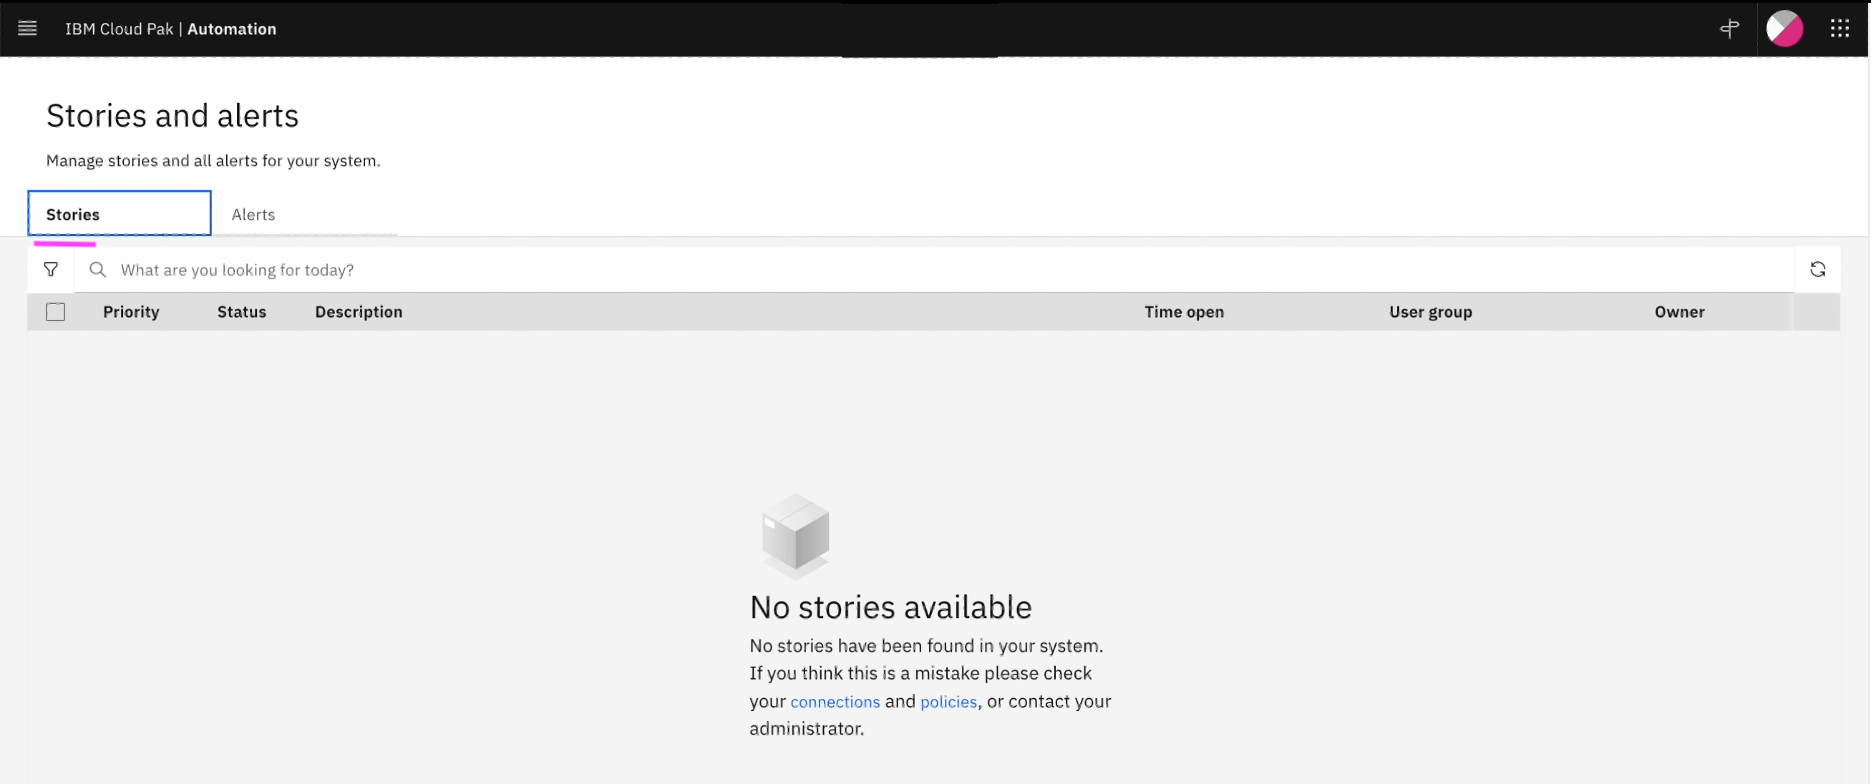 IBM Cloud Pak | Automation
Stories and alerts
Manage stories and all alerts for your system.
Stories
Alerts
What are you looking for today?
Priority Status Description Time open User group Owner
No stories available
No stories have been found in your system.
If you think this is a mistake please check
your connections and policies, or contact your
administrator.